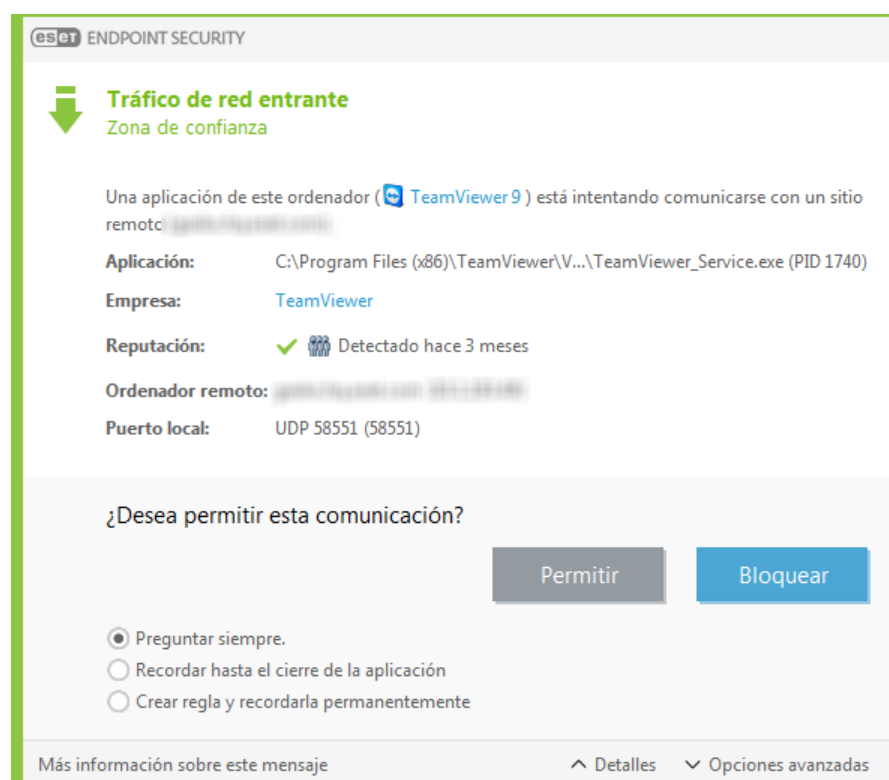 eset ENDPOINT SECURITY
Tráfico de red entrante
Zona de confianza
Una aplicación de este ordenador ( TeamViewer 9 ) está intentando comunicarse con un sitio
remoto
Aplicación: C:\Program Files (x86)\TeamViewer\V...\TeamViewer_Service.exe (PID 1740)
Empresa: TeamViewer
Reputación: Detectado hace 3 meses
Ordenador remoto:
Puerto local: UDP 58551 (58551)
¿Desea permitir esta comunicación?
Permitir Bloquear
Preguntar siempre.
Recordar hasta el cierre de la aplicación
Crear regla y recordarla permanentemente
Más información sobre este mensaje Detalles Opciones avanzadas